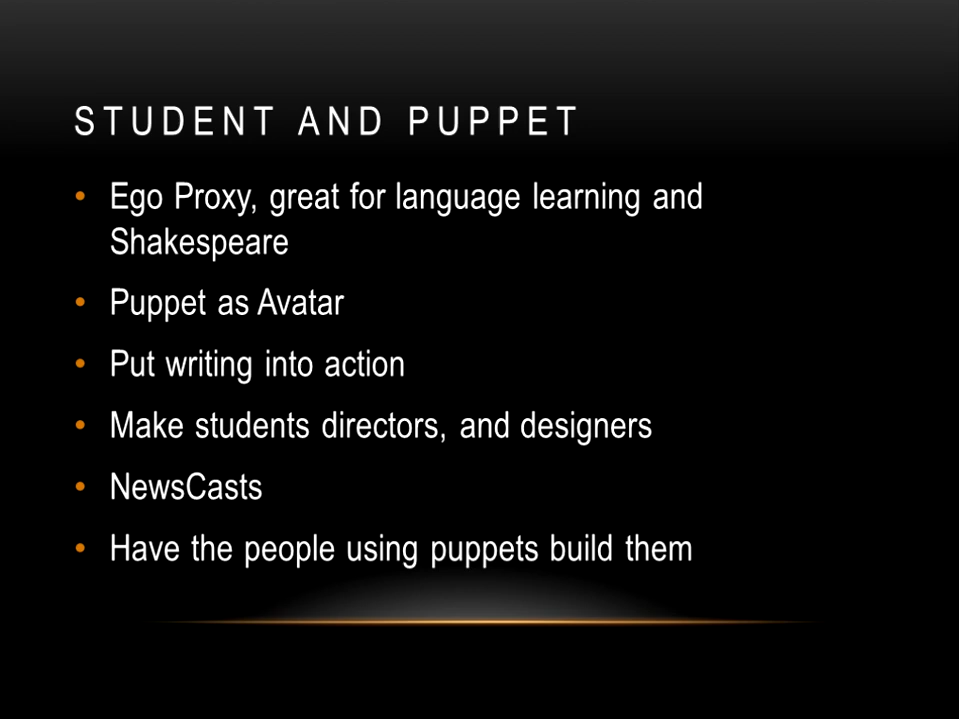 STUDENT AND PUPPET
• Ego Proxy, great for language learning and
Shakespeare
• Puppet as Avatar
• Put writing into action
• Make students directors, and designers
• NewsCasts
• Have the people using puppets build them